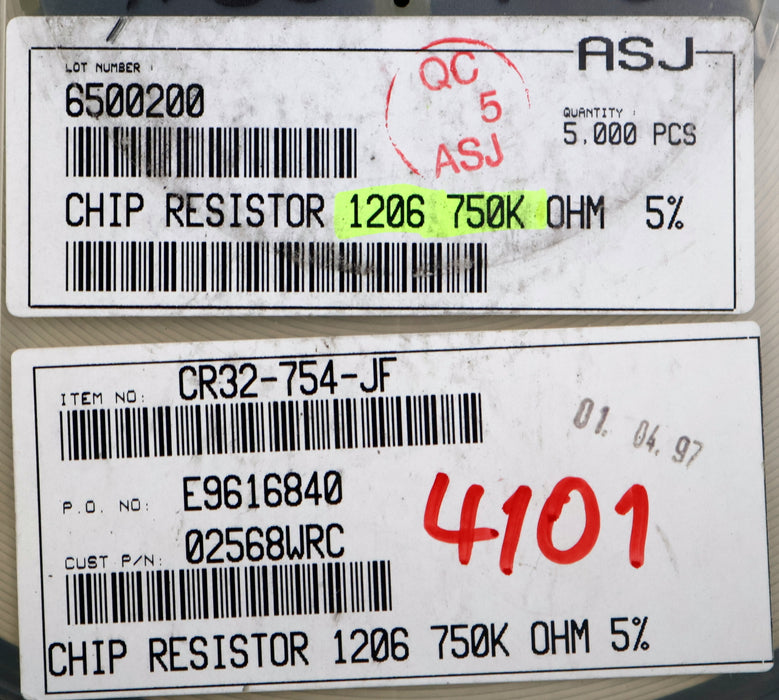 ASJ
LOT NUMBER :
6500200
QC
5
ASJ
QUANTITY :
5,000 PCS
CHIP RESISTOR 1206 750K OHM 5%
ITEM NO: CR32-754-JF
01. 04. 97
P.O. NO: E9616840
4101
CUST P/N: 02568WRC
CHIP RESISTOR 1206 750K OHM 5%